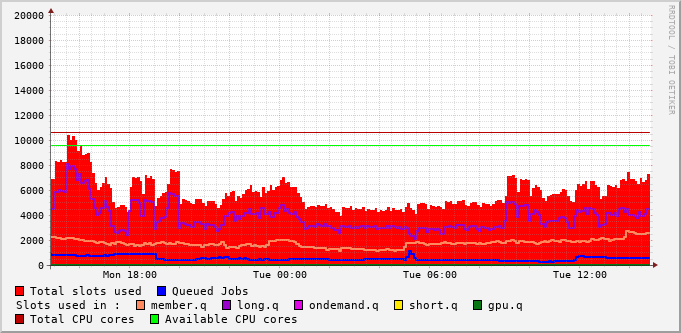 20000
18000
16000
14000
12000
10000
8000
6000
4000
2000
0
Mon 18:00 Tue 00:00 Tue 06:00 Tue 12:00
RRDTOOL / TOBI OETIKER
Total slots used Queued Jobs
Slots used in : member.q long.q ondemand.q short.q gpu.q
Total CPU cores Available CPU cores